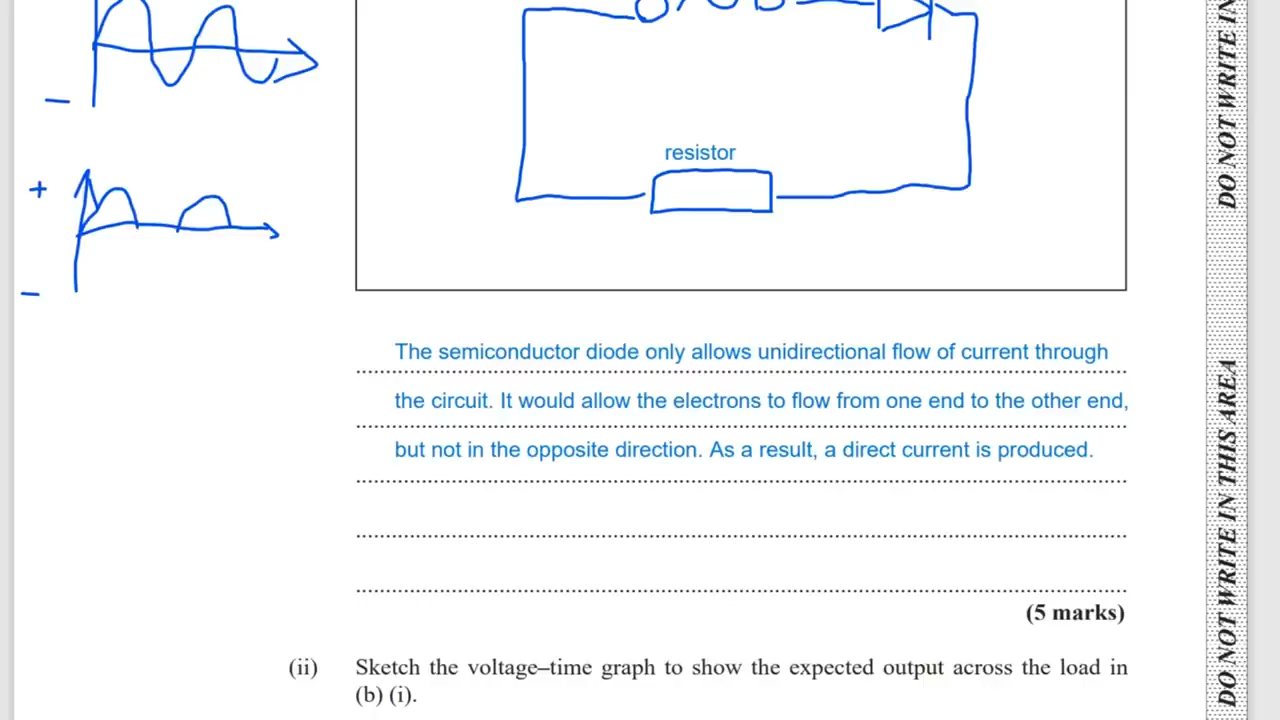 DO NOT WRITE IN
–
+
resistor
–
The semiconductor diode only allows unidirectional flow of current through
the circuit. It would allow the electrons to flow from one end to the other end,
but not in the opposite direction. As a result, a direct current is produced.
DO NOT WRITE IN THIS AREA
(5 marks)
(ii) Sketch the voltage–time graph to show the expected output across the load in
(b) (i).